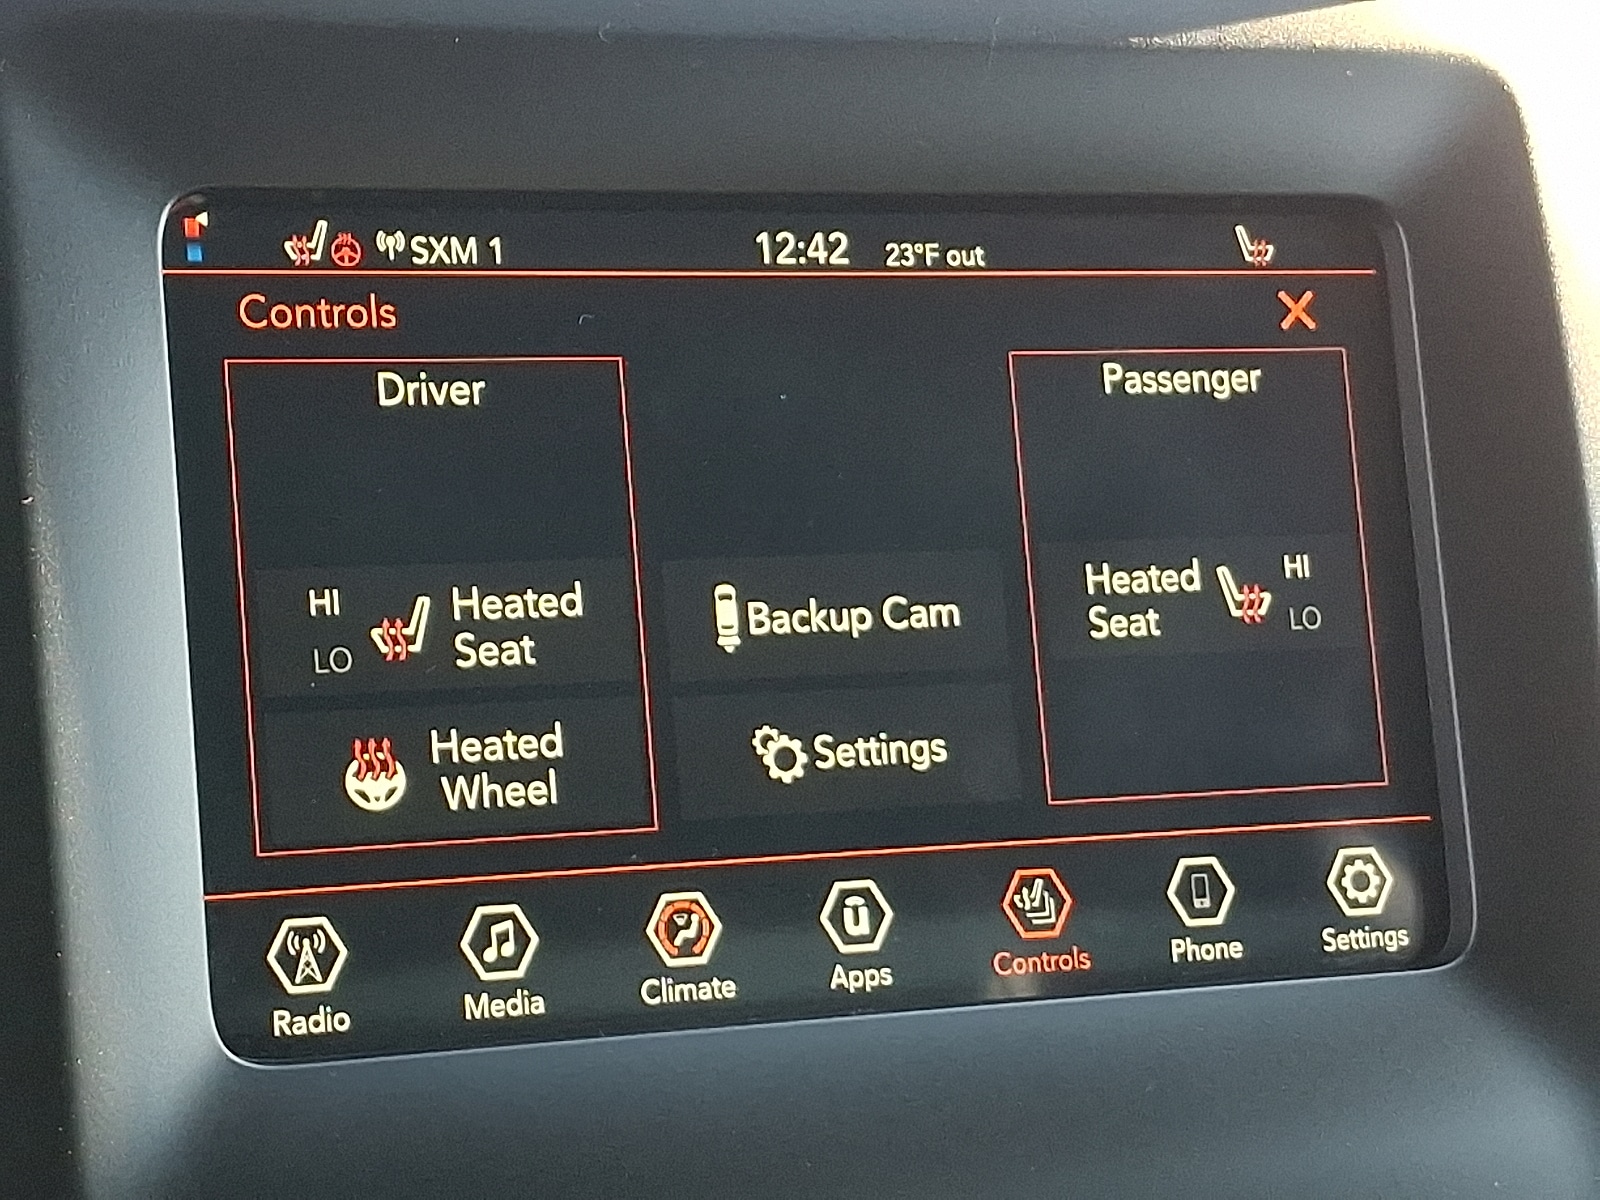 SXM 1
12:42
23°F out
Controls
X
Driver
HI
LO
Heated
Seat
Heated
Wheel
Backup Cam
Settings
Passenger
Heated
Seat
HI
LO
Radio
Media
Climate
Apps
Controls
Phone
Settings